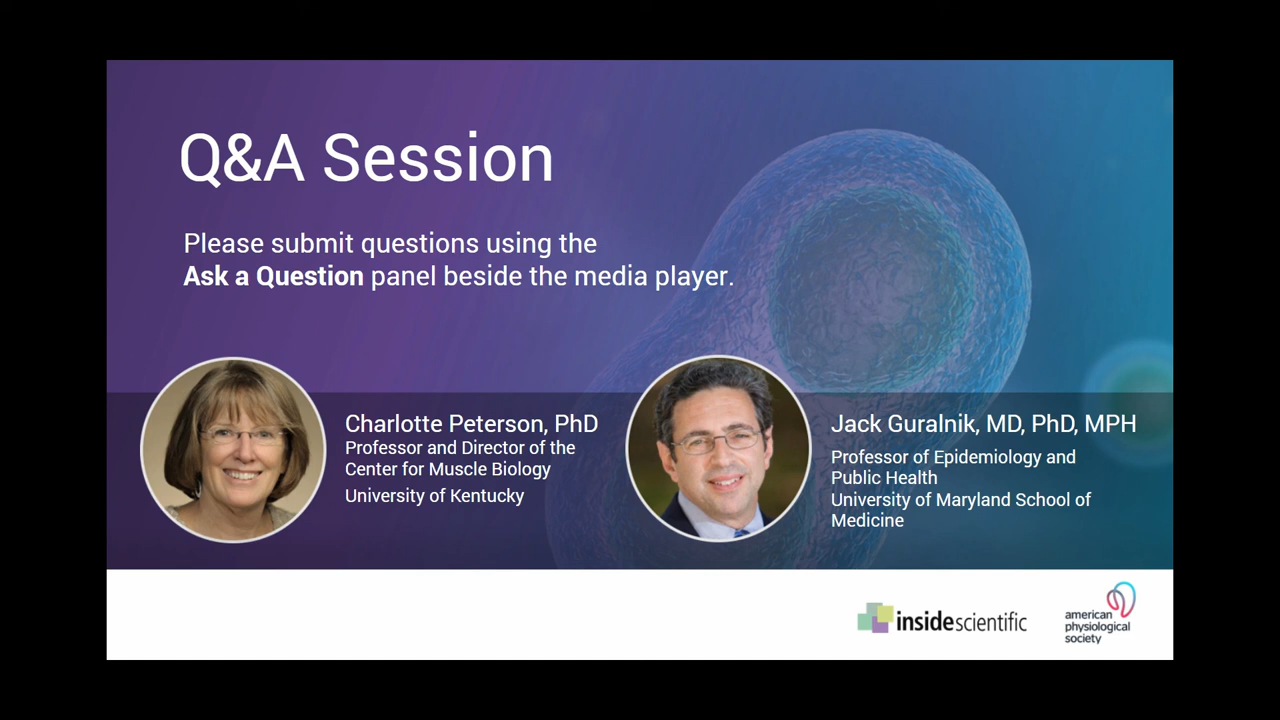 Q&A Session
Please submit questions using the
Ask a Question panel beside the media player.
Charlotte Peterson, PhD
Professor and Director of the
Center for Muscle Biology
University of Kentucky
Jack Guralnik, MD, PhD, MPH
Professor of Epidemiology and
Public Health
University of Maryland School of
Medicine
insidescientific
american
physiological
society